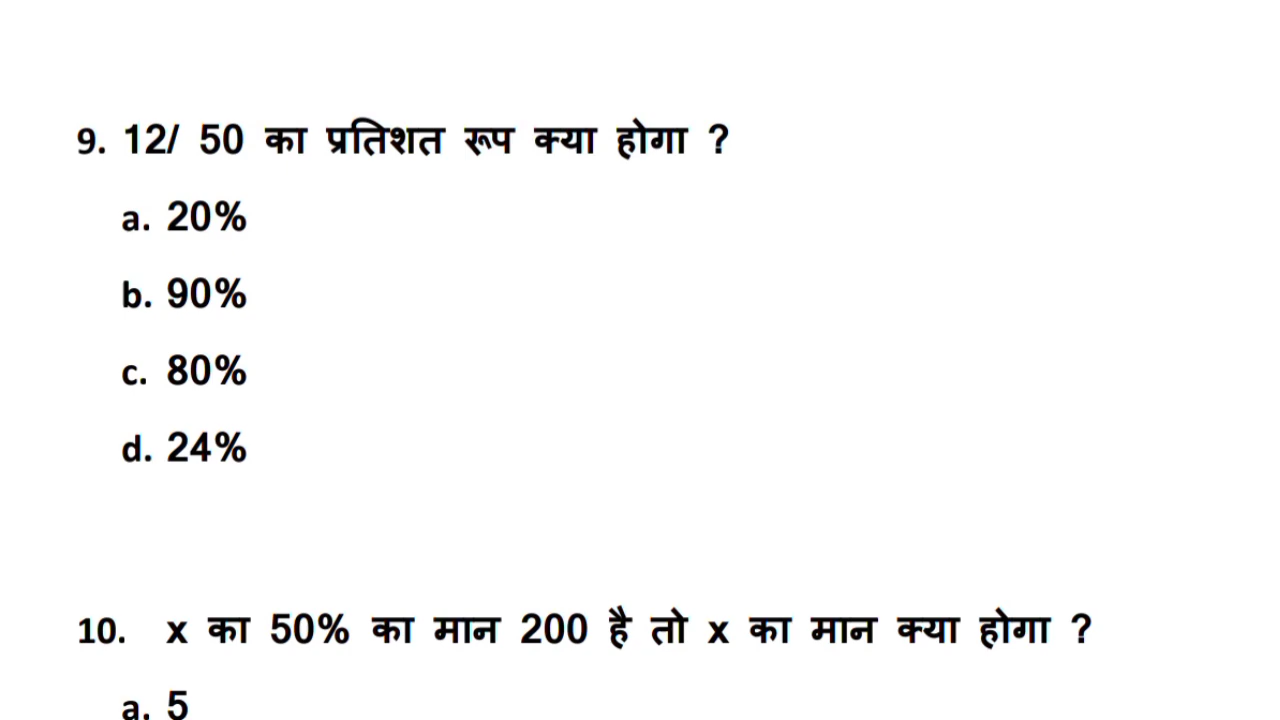 9. 12/ 50 का प्रतिशत रूप क्या होगा ?
a. 20%
b. 90%
c. 80%
d. 24%
10. x का 50% का मान 200 है तो x का मान क्या होगा ?
a. 5